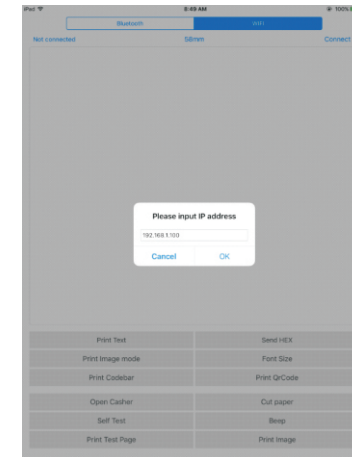 iPad 8:49 AM 100%
Bluetooth WIFI
Not connected 58mm Connect
Please input IP address
192.168.1.100
Cancel OK
Print Text Send HEX
Print Image mode Font Size
Print Codebar Print QrCode
Open Casher Cut paper
Self Test Beep
Print Test Page Print Image